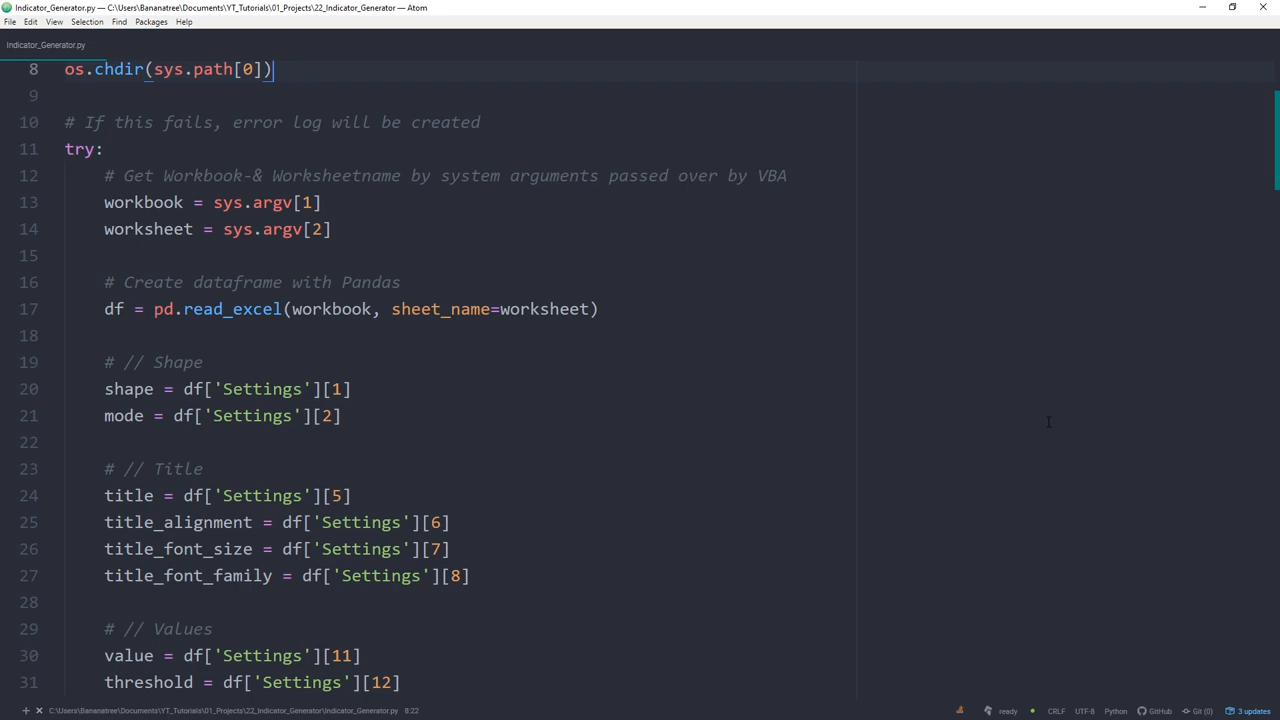 Indicator_Generator.py — C:\Users\Bananatree\Documents\YT_Tutorials\01_Projects\22_Indicator_Generator — Atom
File Edit View Selection Find Packages Help
Indicator_Generator.py
8 os.chdir(sys.path[0])
9
10 # If this fails, error log will be created
11 try:
12 # Get Workbook-& Worksheetname by system arguments passed over by VBA
13 workbook = sys.argv[1]
14 worksheet = sys.argv[2]
15
16 # Create dataframe with Pandas
17 df = pd.read_excel(workbook, sheet_name=worksheet)
18
19 # // Shape
20 shape = df['Settings'][1]
21 mode = df['Settings'][2]
22
23 # // Title
24 title = df['Settings'][5]
25 title_alignment = df['Settings'][6]
26 title_font_size = df['Settings'][7]
27 title_font_family = df['Settings'][8]
28
29 # // Values
30 value = df['Settings'][11]
31 threshold = df['Settings'][12]
C:\Users\Bananatree\Documents\YT_Tutorials\01_Projects\22_Indicator_Generator\Indicator_Generator.py 8:22 ready CRLF UTF-8 Python GitHub Git (0) 3 updates